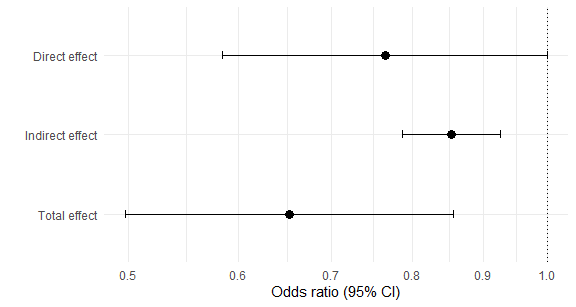 Direct effect
Indirect effect
Total effect
0.5 0.6 0.7 0.8 0.9 1.0
Odds ratio (95% CI)